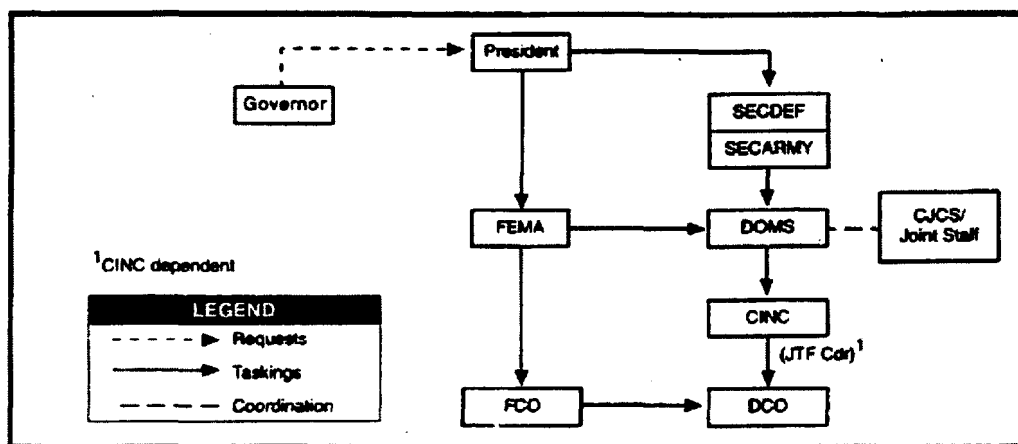 President
Governor
SECDEF
SECARMY
FEMA
DOMS
CJCS/
Joint Staff
1CINC dependent
LEGEND
Requests
Taskings
Coordination
CINC
(JTF Cdr)1
FCO
DCO